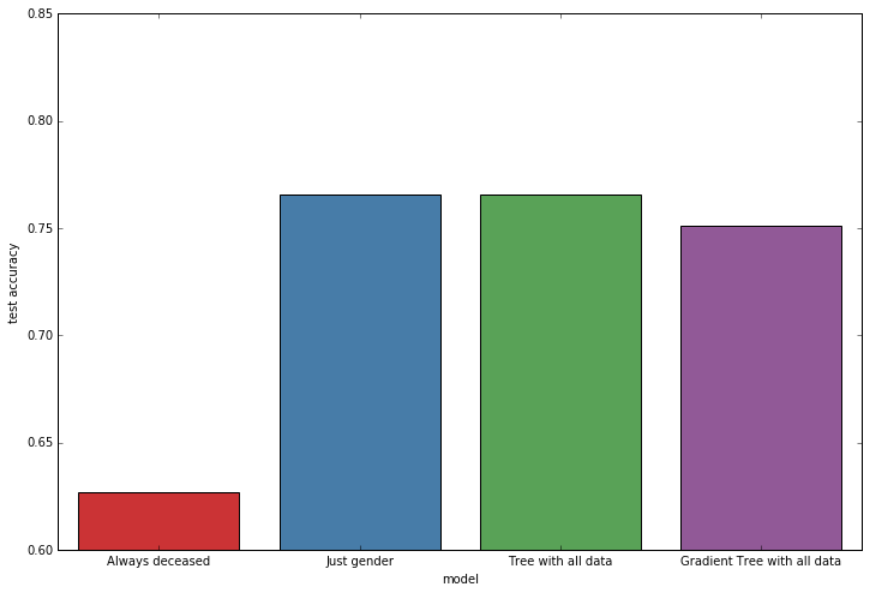 0.85
0.80
0.75
0.70
0.65
0.60
test accuracy
Always deceased
Just gender
Tree with all data
Gradient Tree with all data
model